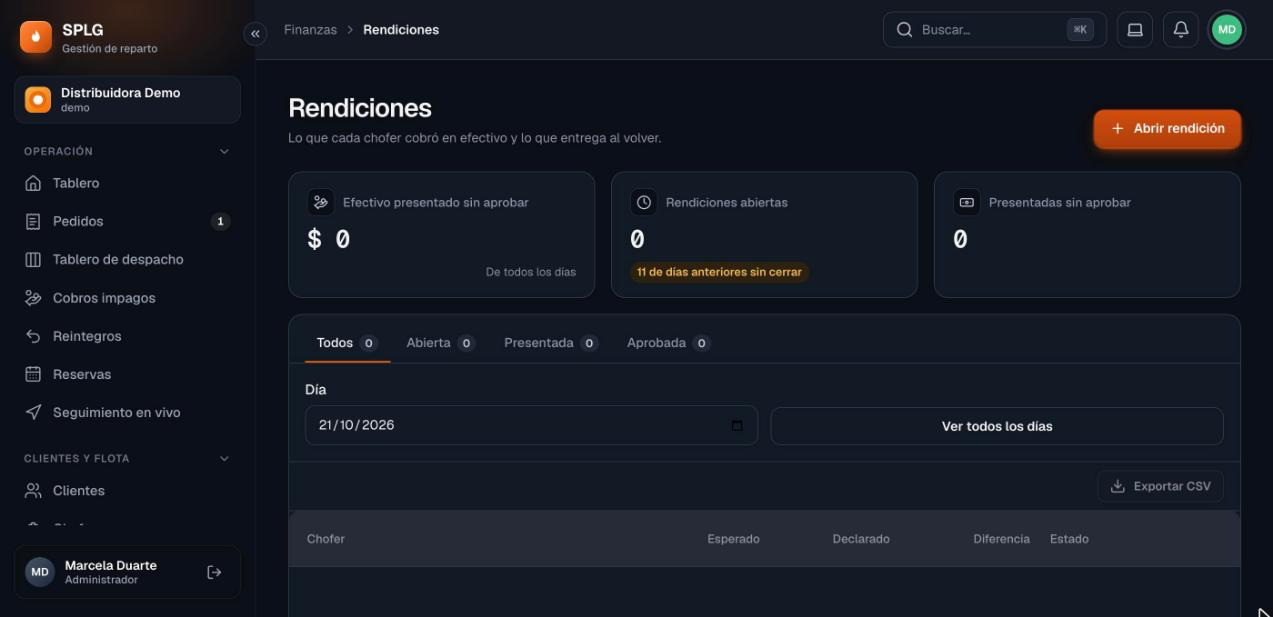 SPLG
Gestión de reparto
Distribuidora Demo
demo
OPERACIÓN
Tablero
Pedidos 1
Tablero de despacho
Cobros impagos
Reintegros
Reservas
Seguimiento en vivo
CLIENTES Y FLOTA
Clientes
MD Marcela Duarte
Administrador
Finanzas > Rendiciones
Buscar... ⌘K
MD
Rendiciones
Lo que cada chofer cobró en efectivo y lo que entrega al volver.
+ Abrir rendición
Efectivo presentado sin aprobar
$ 0
De todos los días
Rendiciones abiertas
0
11 de días anteriores sin cerrar
Presentadas sin aprobar
0
Todos 0 Abierta 0 Presentada 0 Aprobada 0
Día
21/10/2026 Ver todos los días
Exportar CSV
Chofer Esperado Declarado Diferencia Estado